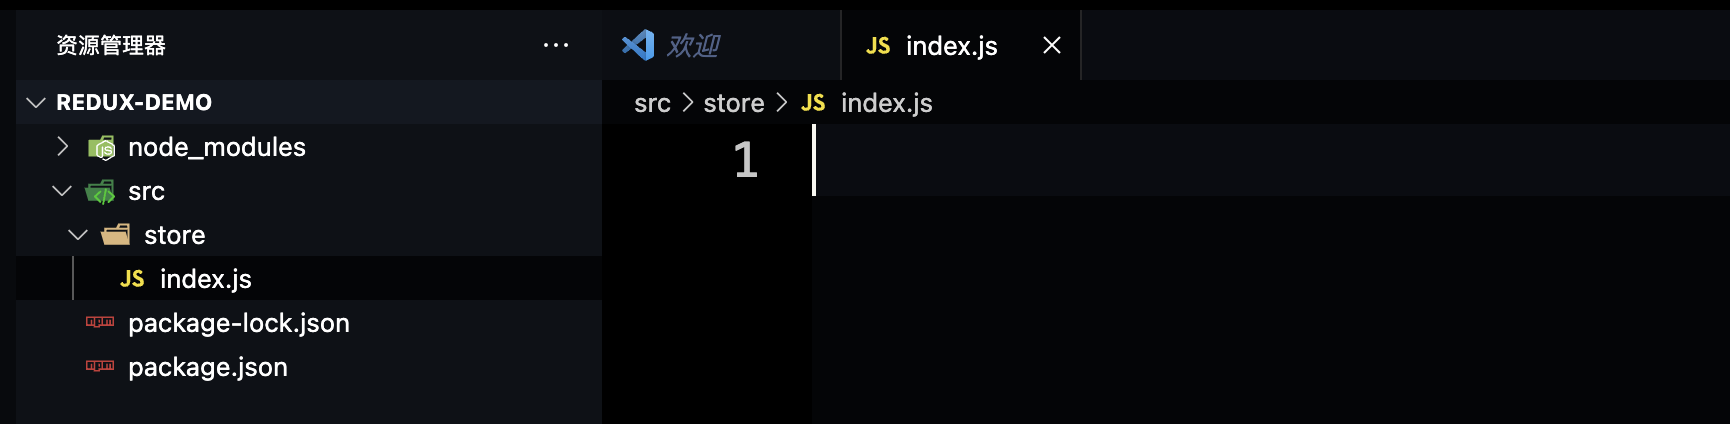 资源管理器 ···
欢迎
JS index.js
REDUX-DEMO
src > store > JS index.js
node_modules
1
src
store
JS index.js
package-lock.json
package.json